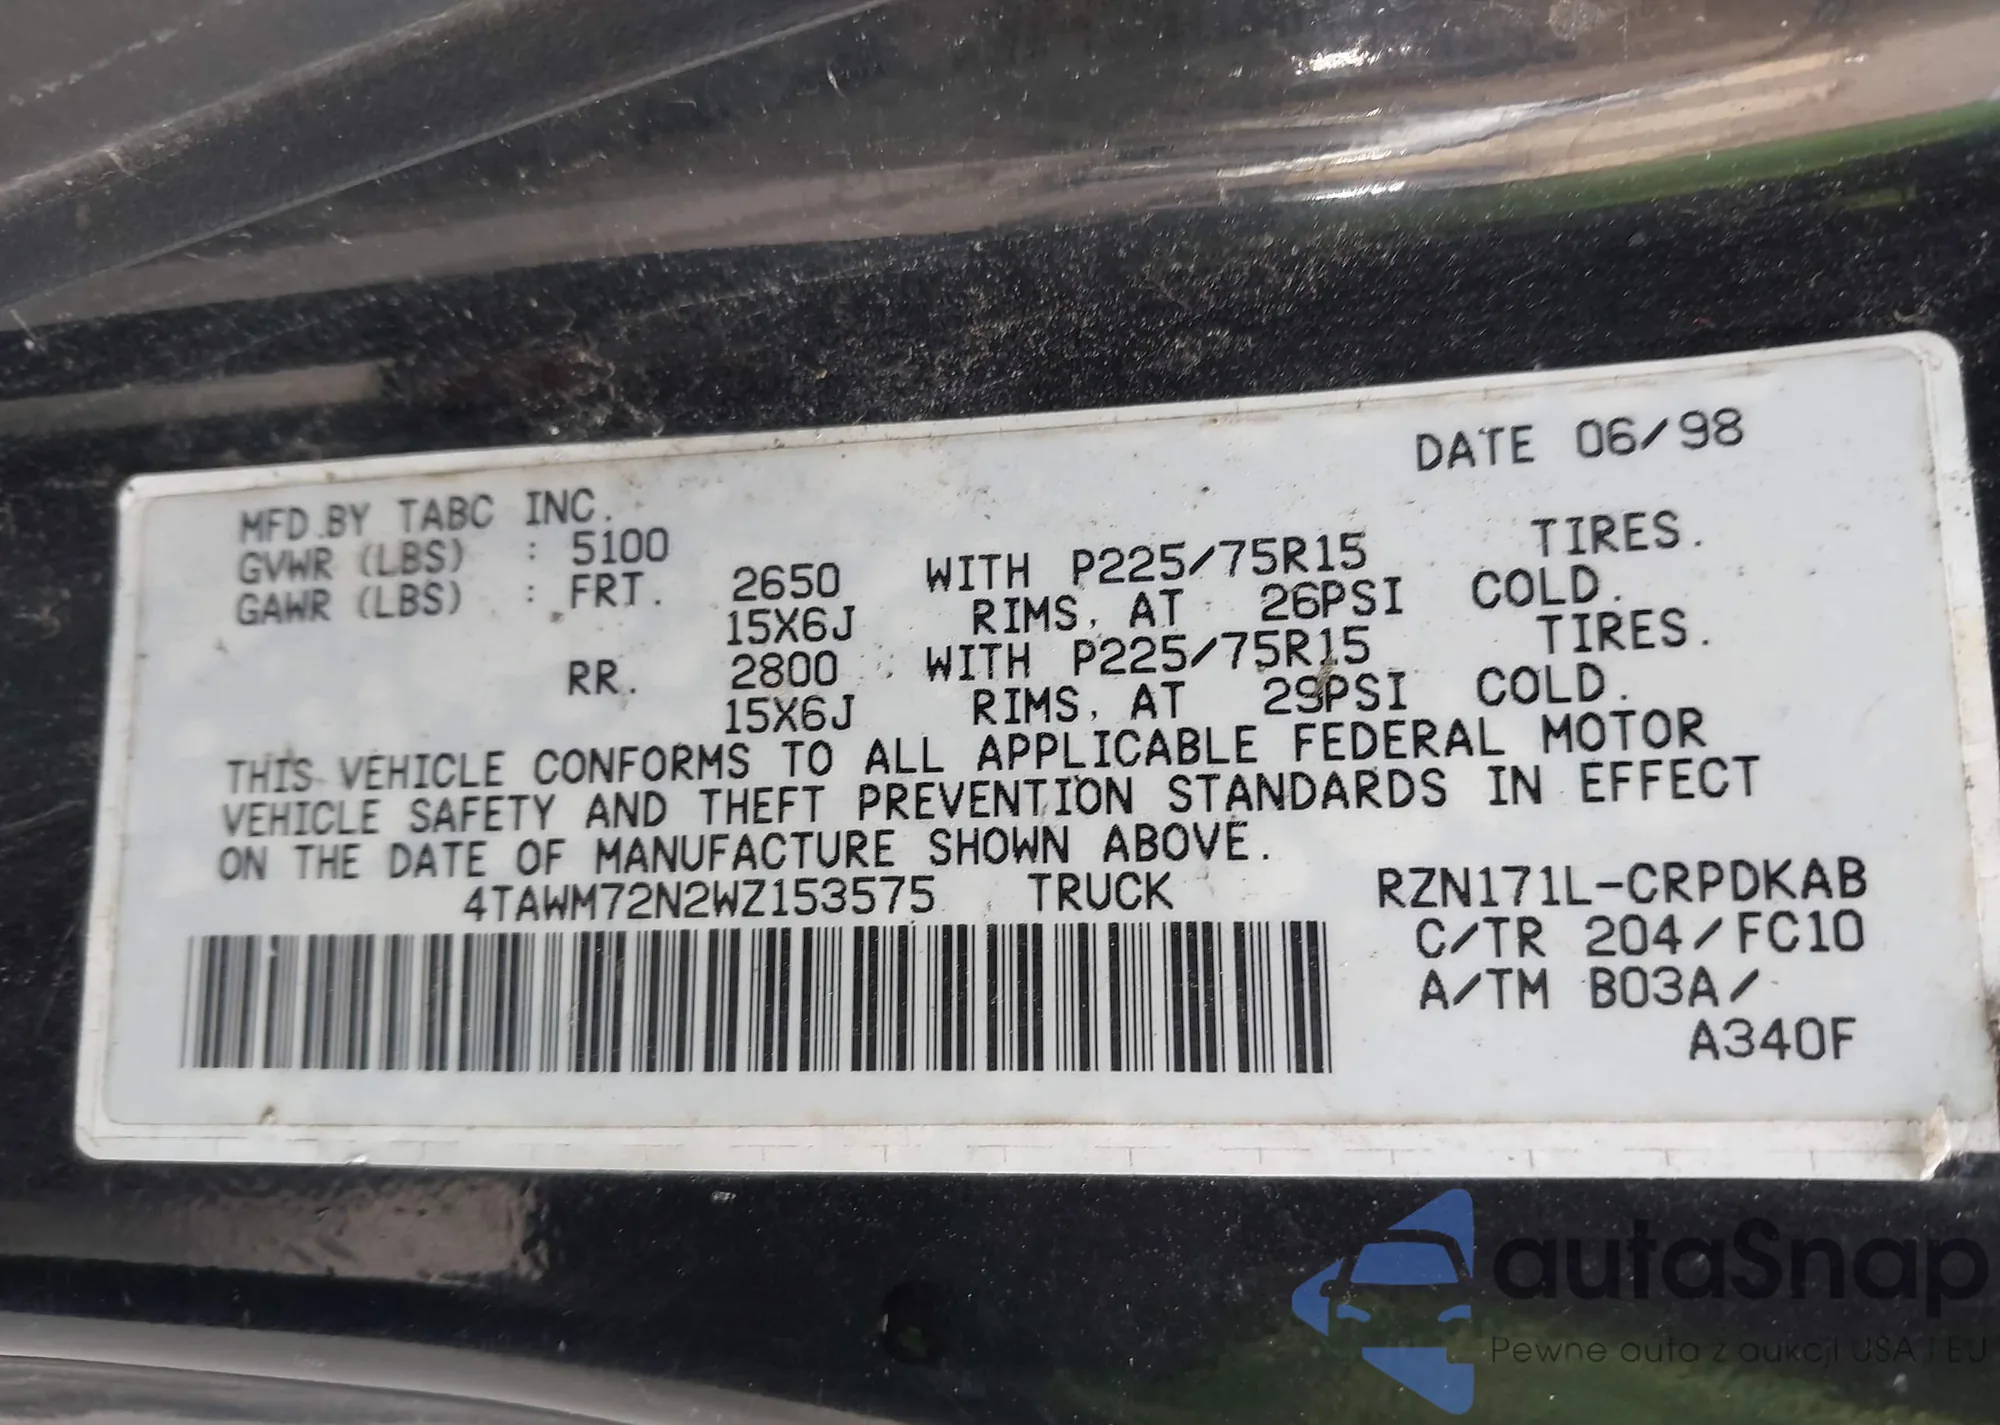 DATE 06/98
MFD.BY TABC INC.
GVWR (LBS) : 5100
GAWR (LBS) : FRT. 2650 WITH P225/75R15 TIRES.
15X6J RIMS, AT 26PSI COLD.
RR. 2800 WITH P225/75R15 TIRES.
15X6J RIMS, AT 29PSI COLD.
THIS VEHICLE CONFORMS TO ALL APPLICABLE FEDERAL MOTOR
VEHICLE SAFETY AND THEFT PREVENTION STANDARDS IN EFFECT
ON THE DATE OF MANUFACTURE SHOWN ABOVE.
4TAWM72N2WZ153575 TRUCK RZN171L-CRPDKAB
C/TR 204/FC10
A/TM B03A/
A340F
autaSnap
Pewne auta z aukcji USA i EU